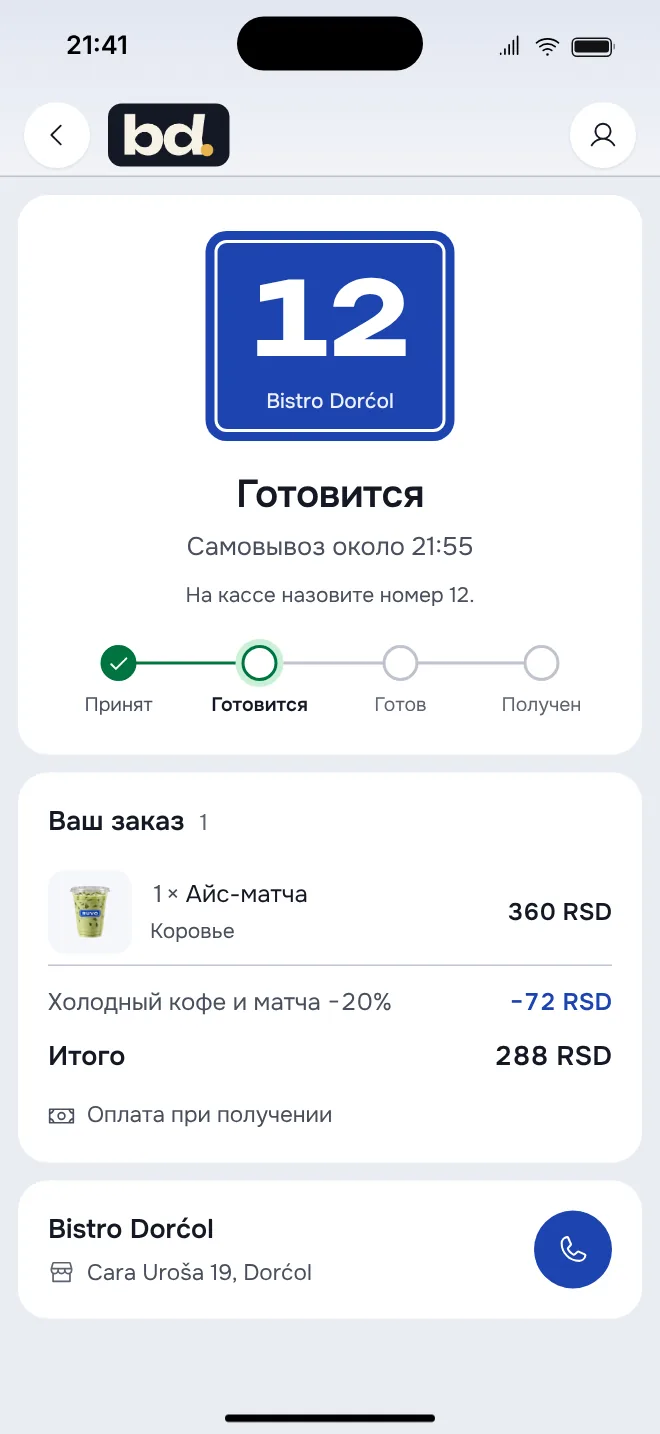 21:41
bd.
12
Bistro Dorćol
Готовится
Самовывоз около 21:55
На кассе назовите номер 12.
Принят
Готовится
Готов
Получен
Ваш заказ 1
1 × Айс-матча
360 RSD
Коровье
Холодный кофе и матча −20%
−72 RSD
Итого
288 RSD
Оплата при получении
Bistro Dorćol
Cara Uroša 19, Dorćol